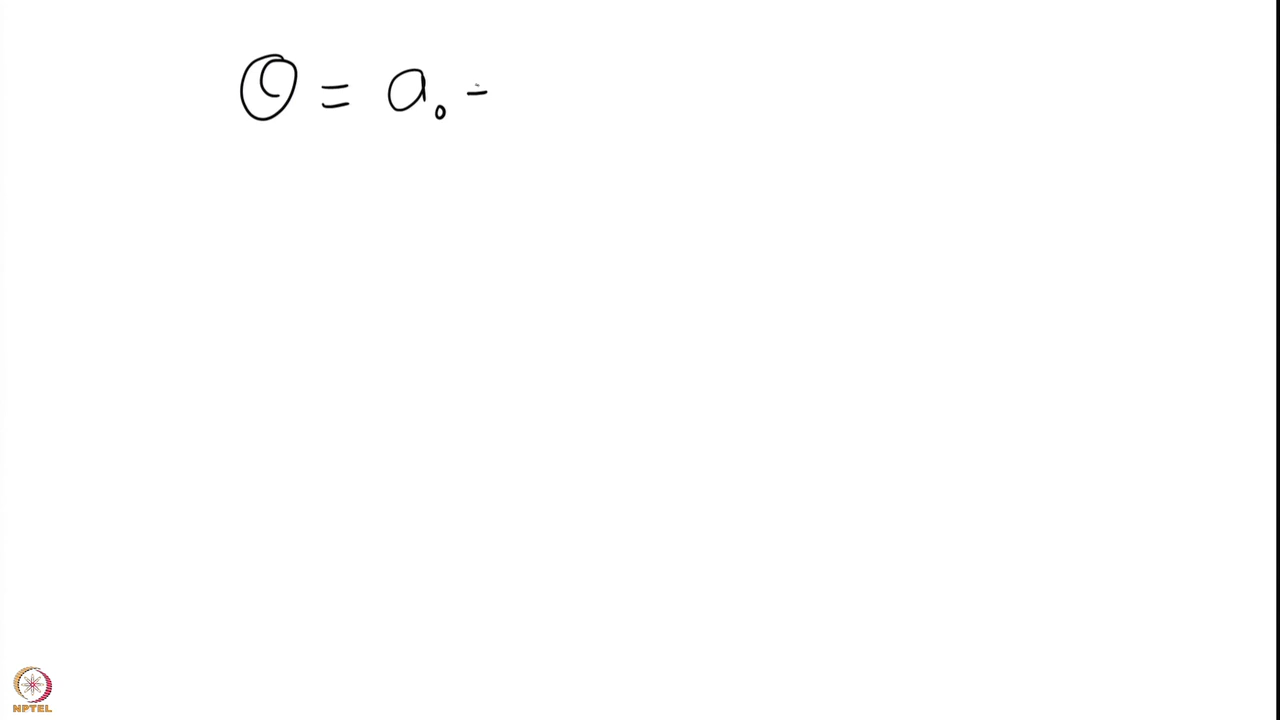 𝒪 = a₀ -
NPTEL